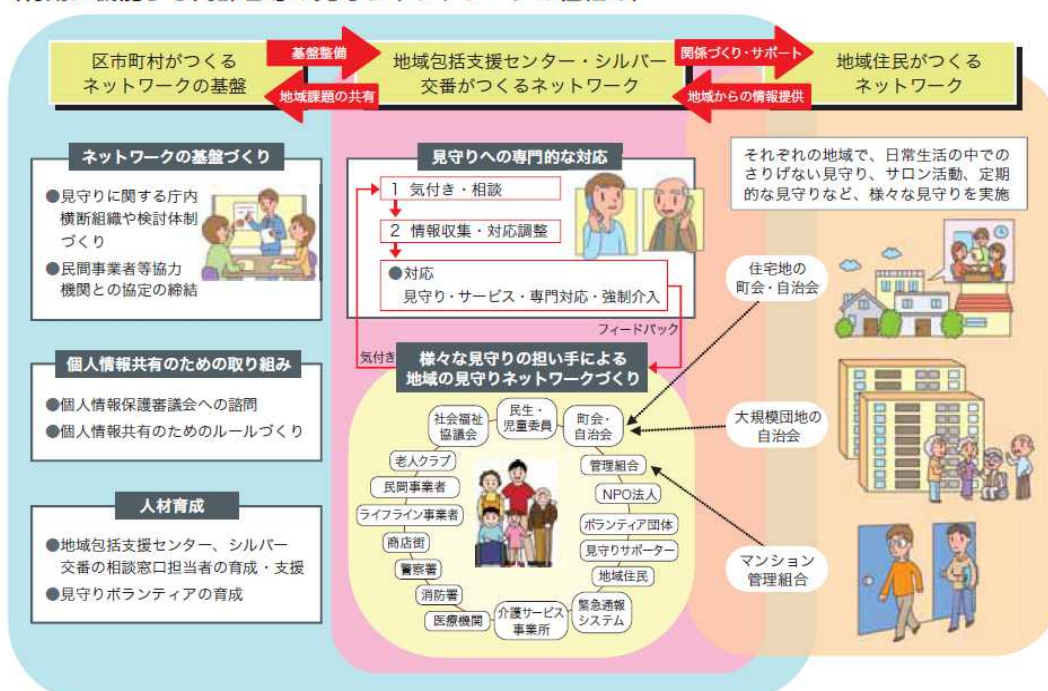 区市町村がつくる
ネットワークの基盤
基盤整備
地域課題の共有
地域包括支援センター・シルバー
交番がつくるネットワーク
関係づくり・サポート
地域からの情報提供
地域住民がつくる
ネットワーク
ネットワークの基盤づくり
●見守りに関する庁内
横断組織や検討体制
づくり
●民間事業者等協力
機関との協定の締結
個人情報共有のための取り組み
●個人情報保護審議会への諮問
●個人情報共有のためのルールづくり
人材育成
●地域包括支援センター、シルバー
交番の相談窓口担当者の育成・支援
●見守りボランティアの育成
見守りへの専門的な対応
1 気付き・相談
2 情報収集・対応調整
●対応
見守り・サービス・専門対応・強制介入
フィードバック
気付き
様々な見守りの担い手による
地域の見守りネットワークづくり
社会福祉
協議会
民生・
児童委員
町会・
自治会
老人クラブ
管理組合
民間事業者
NPO法人
ライフライン事業者
ボランティア団体
商店街
見守りサポーター
警察署
地域住民
消防署
緊急通報
システム
医療機関
介護サービス
事業所
それぞれの地域で、日常生活の中での
さりげない見守り、サロン活動、定期
的な見守りなど、様々な見守りを実施
住宅地の
町会・自治会
大規模団地の
自治会
マンション
管理組合